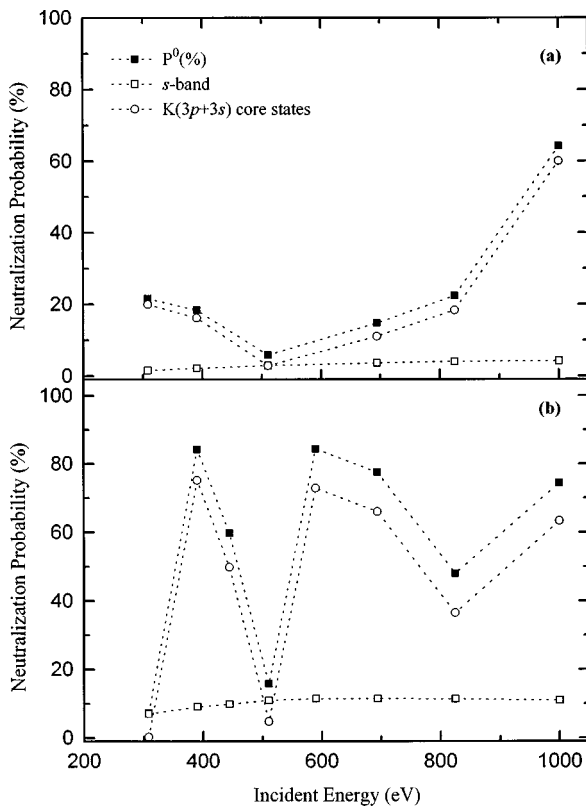 100
80
60
40
20
0
Neutralization Probability (%)
P⁰(%)
s-band
K(3p+3s) core states
(a)
100
80
60
40
20
0
Neutralization Probability (%)
(b)
200 400 600 800 1000
Incident Energy (eV)